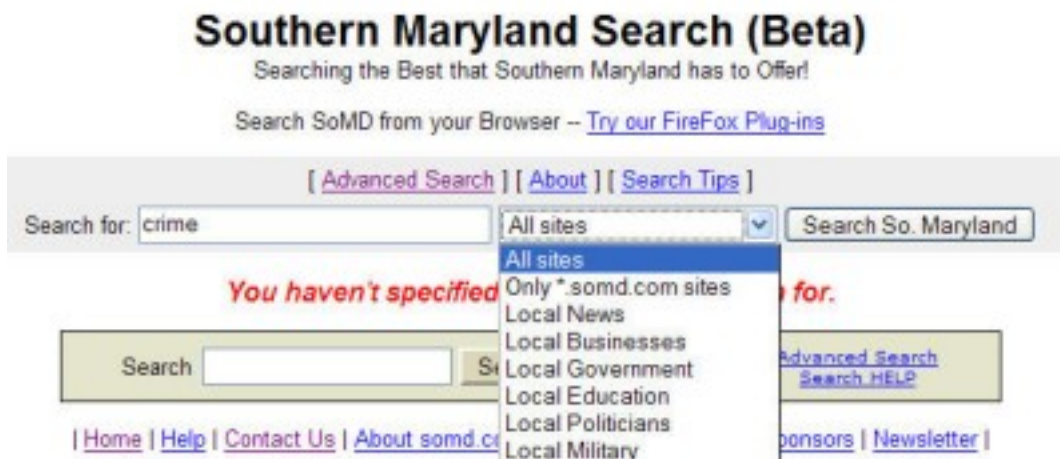 Southern Maryland Search (Beta)
Searching the Best that Southern Maryland has to Offer!
Search SoMD from your Browser -- Try our FireFox Plug-ins
[ Advanced Search ] [ About ] [ Search Tips ]
Search for: crime All sites Search So. Maryland
All sites
You haven't specified for.
Only *.somd.com sites
Local News
Local Businesses
Search Local Government Advanced Search
Search HELP
Local Education
Local Politicians
| Home | Help | Contact Us | About somd.co | Newsletter |
Local Military